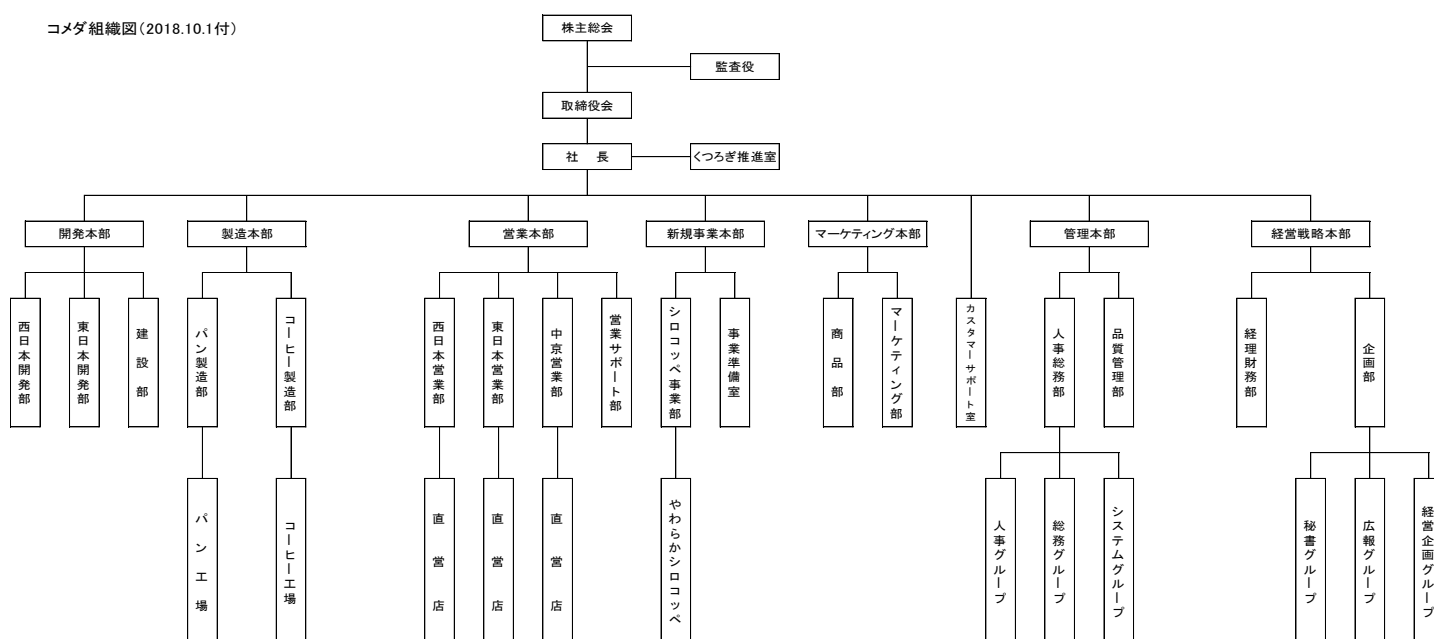 コメダ組織図(2018.10.1付)
株主総会
監査役
取締役会
社 長
くつろぎ推進室
開発本部
製造本部
営業本部
新規事業本部
マーケティング本部
管理本部
経営戦略本部
西日本開発部
東日本開発部
建設部
パン製造部
コーヒー製造部
西日本営業部
東日本営業部
中京営業部
営業サポート部
シロコッペ事業部
事業準備室
商品部
マーケティング部
カスタマーサポート室
人事総務部
品質管理部
経理財務部
企画部
パン工場
コーヒー工場
直営店
直営店
直営店
やわらかシロコッペ
人事グループ
総務グループ
システムグループ
秘書グループ
広報グループ
経営企画グループ